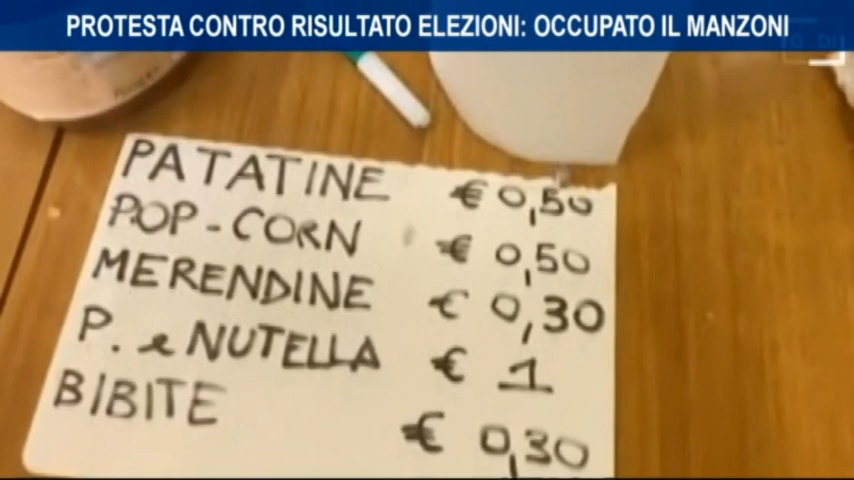 PROTESTA CONTRO RISULTATO ELEZIONI: OCCUPATO IL MANZONI
PATATINE € 0,50
POP-CORN € 0,50
MERENDINE € 0,30
P. e NUTELLA € 1
BIBITE € 0,30